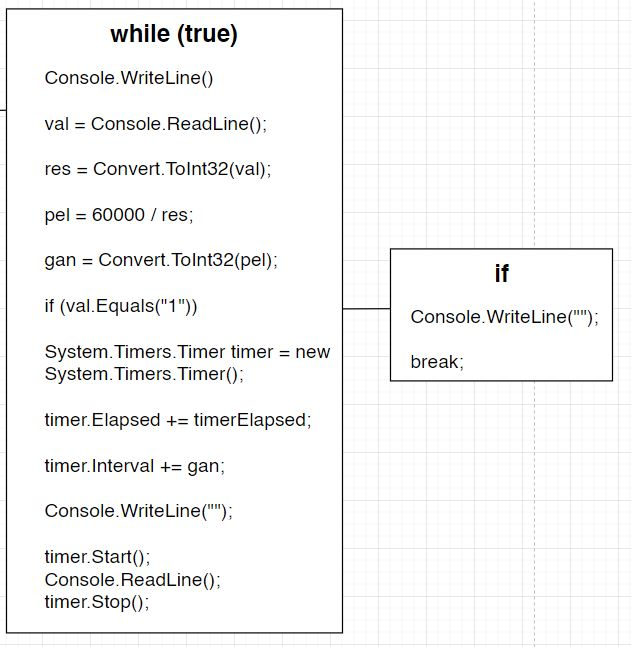 while (true)
Console.WriteLine()
val = Console.ReadLine();
res = Convert.ToInt32(val);
pel = 60000 / res;
gan = Convert.ToInt32(pel);
if (val.Equals("1"))
System.Timers.Timer timer = new
System.Timers.Timer();
timer.Elapsed += timerElapsed;
timer.Interval += gan;
Console.WriteLine("");
timer.Start();
Console.ReadLine();
timer.Stop();
if
Console.WriteLine("");
break;